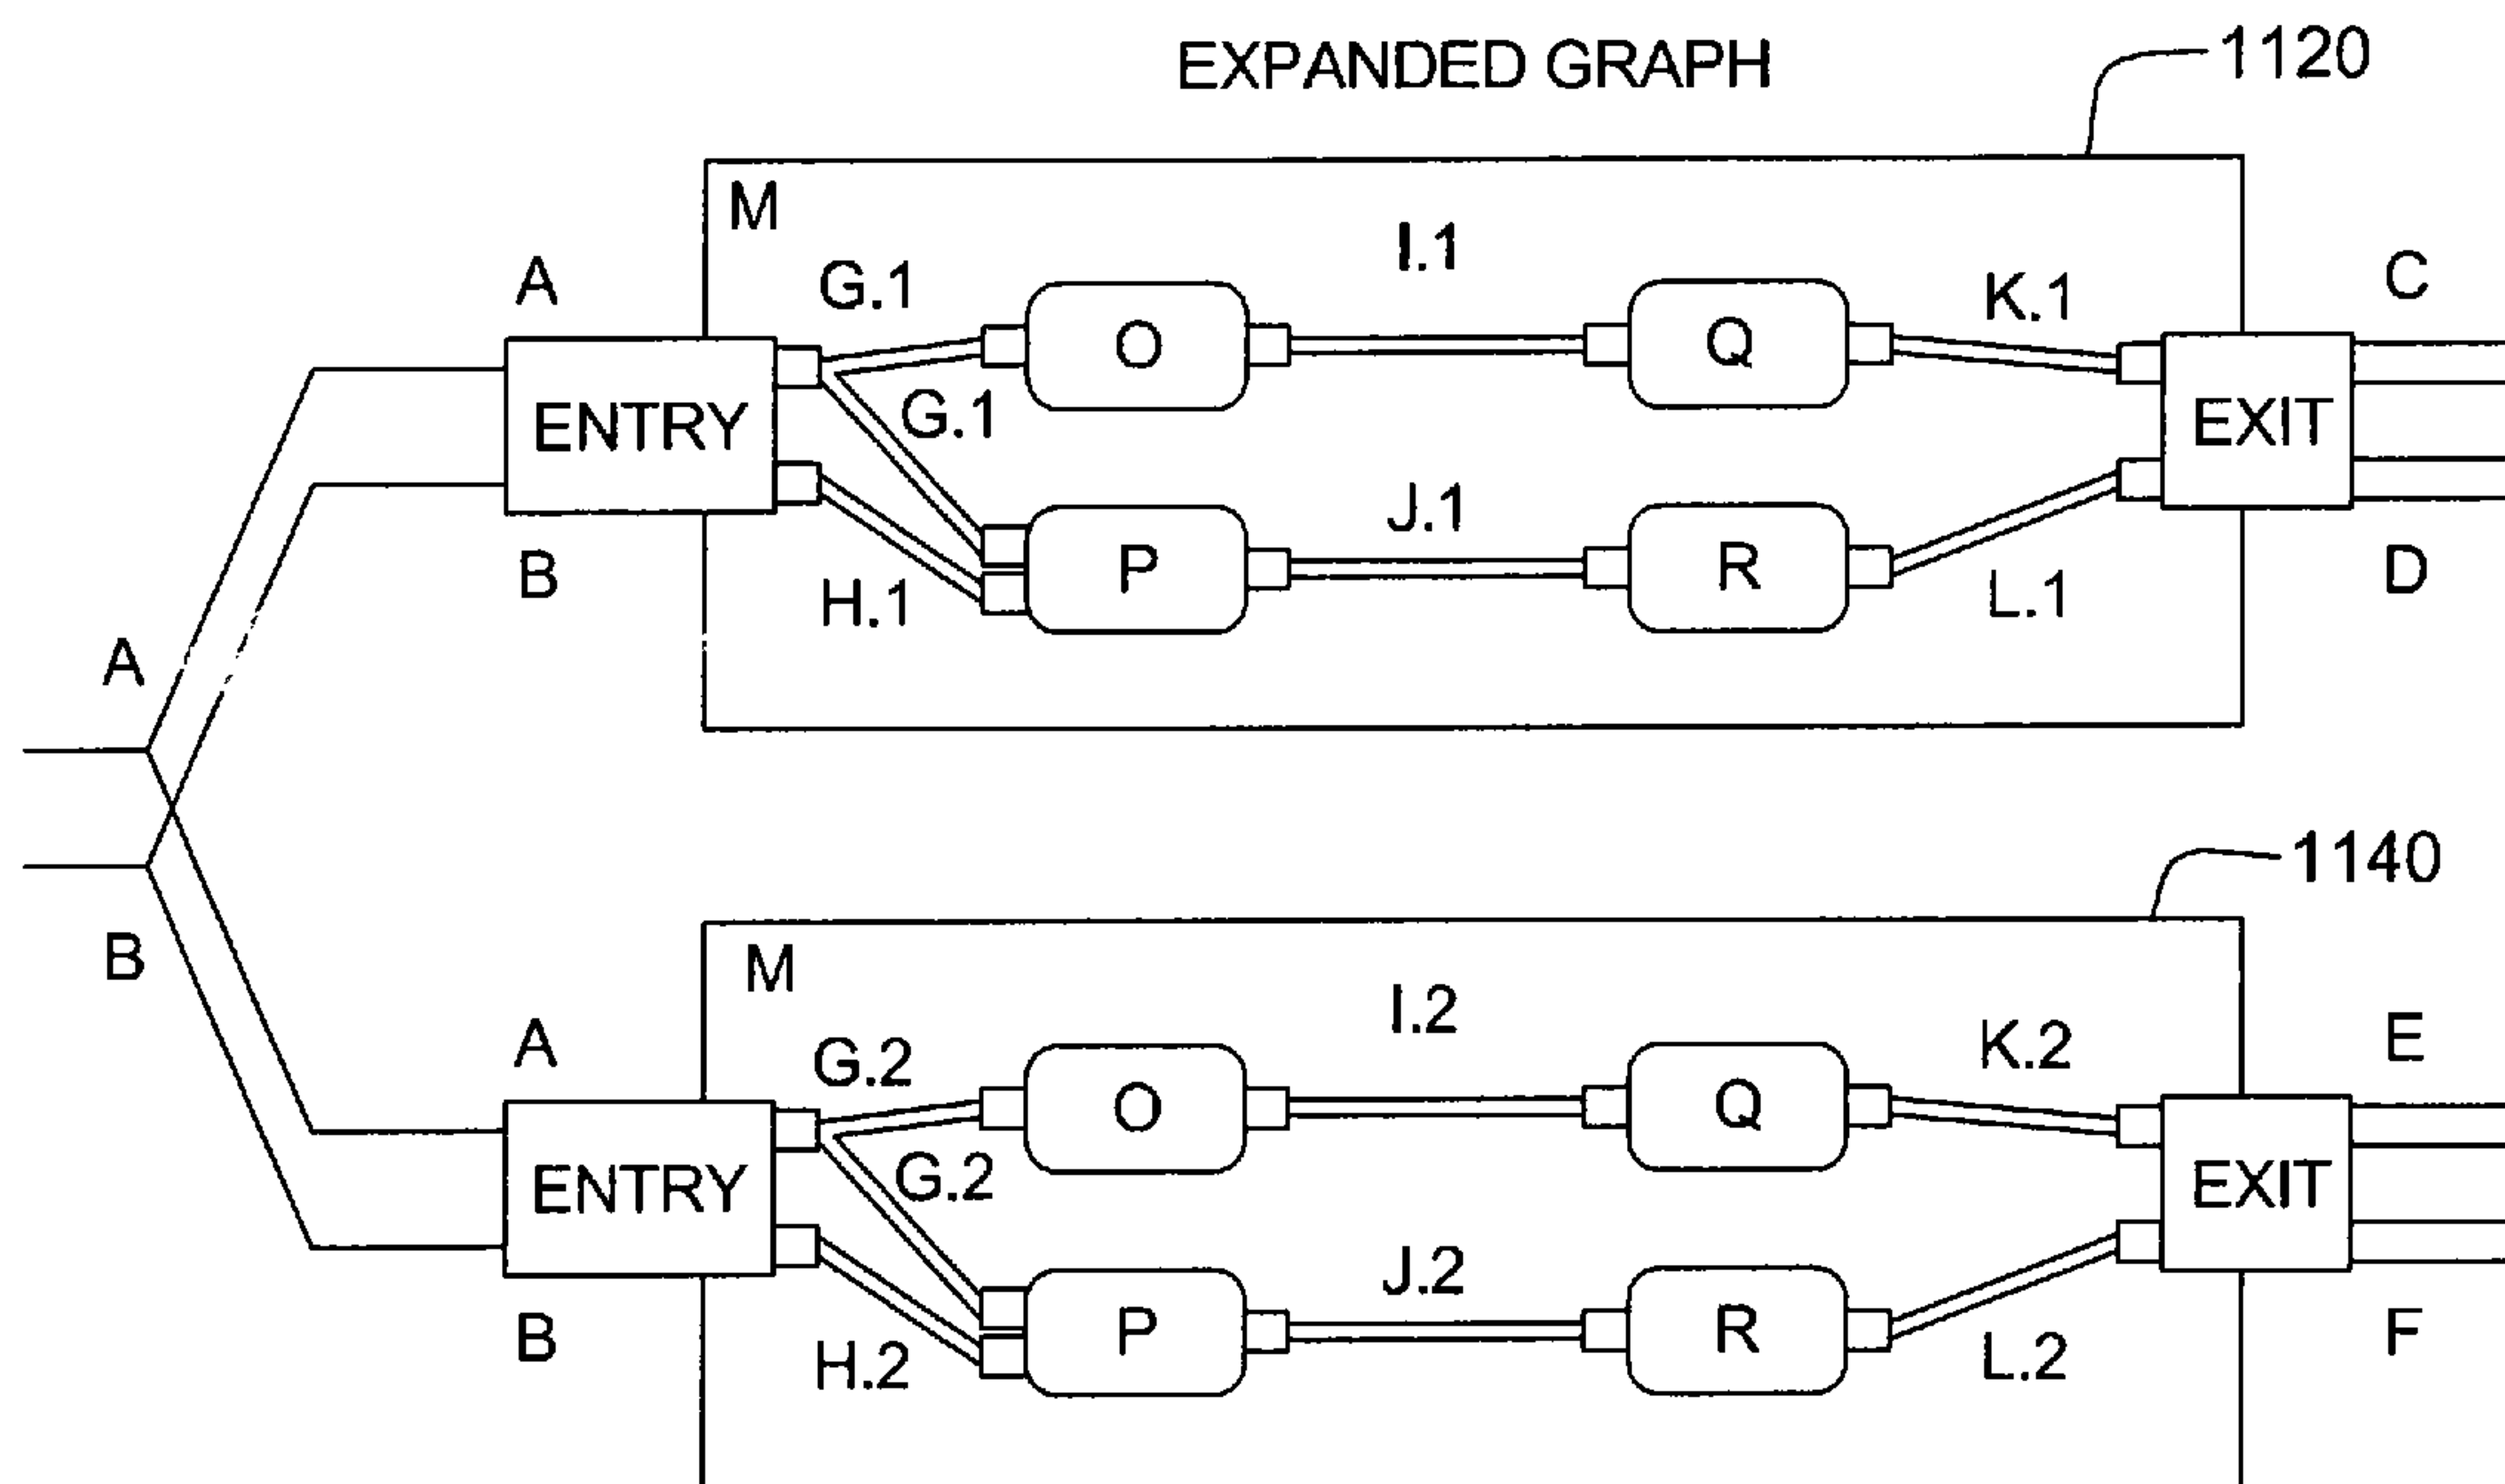 EXPANDED GRAPH
1120
M
I.1
A
G.1
K.1
C
O
Q
G.1
ENTRY
EXIT
J.1
B
P
R
D
H.1
L.1
A
1140
B
M
I.2
A
G.2
K.2
E
O
Q
G.2
ENTRY
EXIT
J.2
B
P
R
F
H.2
L.2